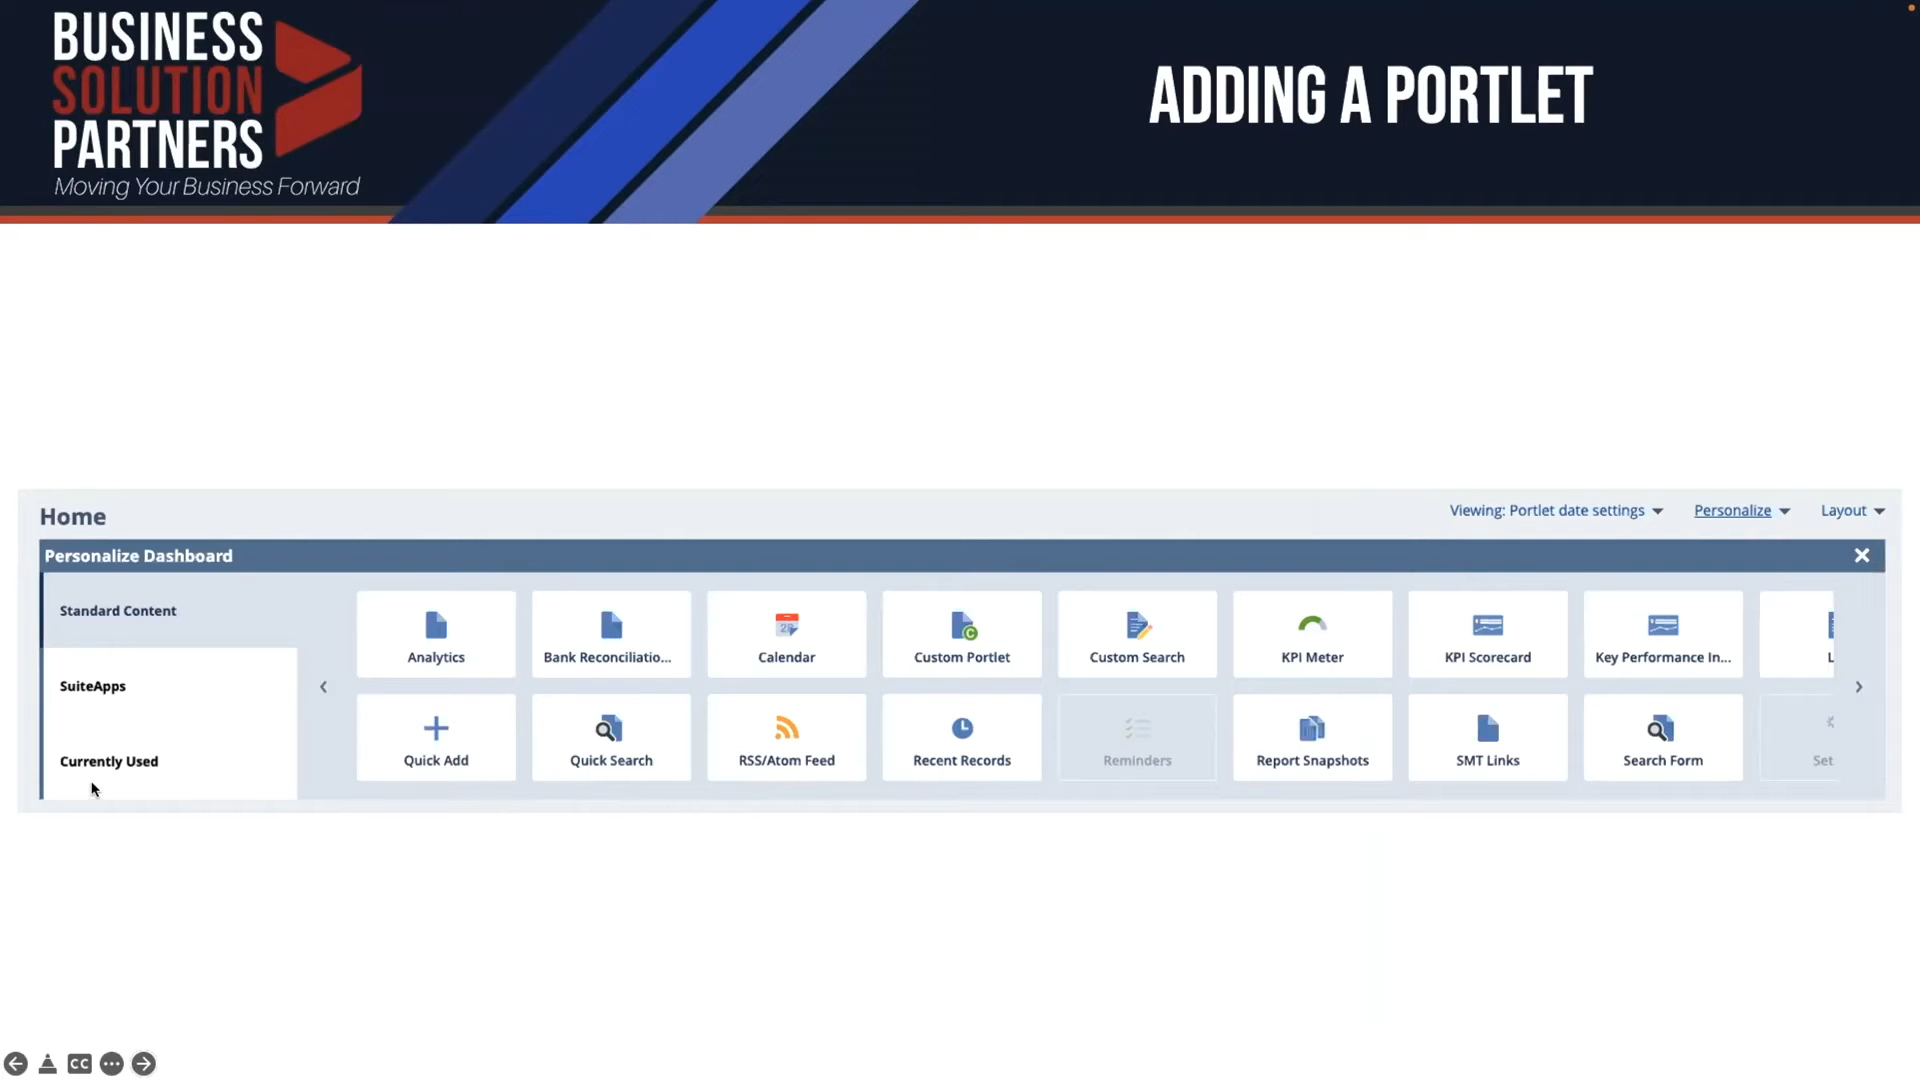 BUSINESS
SOLUTION
PARTNERS
Moving Your Business Forward
ADDING A PORTLET
Home
Viewing: Portlet date settings
Personalize
Layout
Personalize Dashboard
Standard Content
SuiteApps
Currently Used
Analytics
Bank Reconciliatio...
Calendar
28
Custom Portlet
Custom Search
KPI Meter
KPI Scorecard
Key Performance In...
L
Quick Add
Quick Search
RSS/Atom Feed
Recent Records
Reminders
Report Snapshots
SMT Links
Search Form
Set
CC